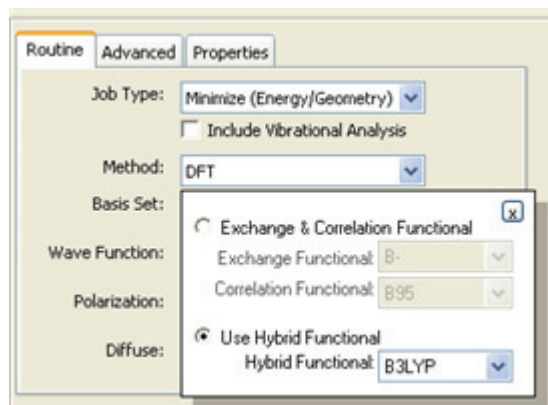 Routine Advanced Properties
Job Type: Minimize (Energy/Geometry)
Include Vibrational Analysis
Method: DFT
Basis Set:
x
Exchange & Correlation Functional
Wave Function: Exchange Functional: B-
Correlation Functional: B95
Polarization:
Use Hybrid Functional
Diffuse: Hybrid Functional: B3LYP